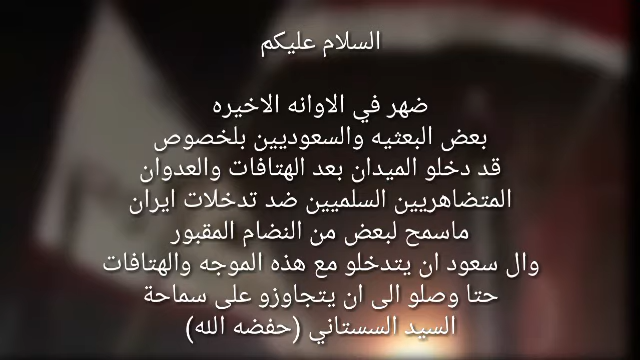 السلام عليكم
ضهر في الاوانه الاخيره
بعض البعثيه والسعوديين بلخصوص
قد دخلو الميدان بعد الهتافات والعدوان
المتضاهريين السلميين ضد تدخلات ايران
ماسمح لبعض من النضام المقبور
وال سعود ان يتدخلو مع هذه الموجه والهتافات
حتا وصلو الى ان يتجاوزو على سماحة
السيد السستاني (حفضه الله)